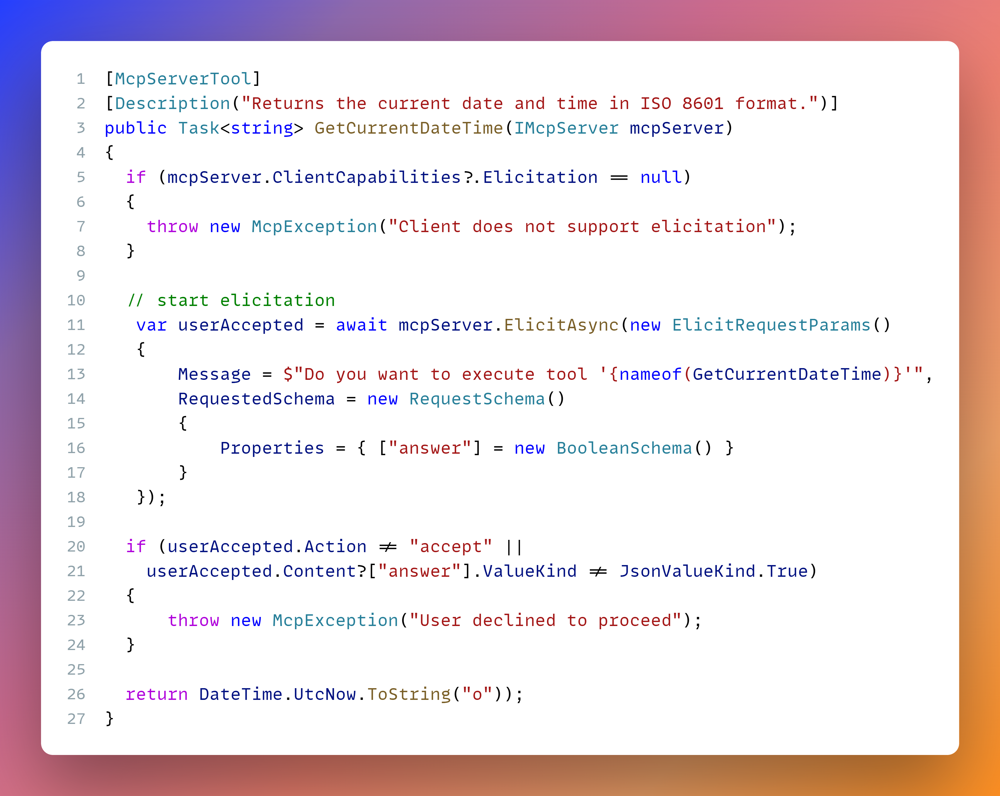 1 [McpServerTool]
2 [Description("Returns the current date and time in ISO 8601 format.")]
3 public Task<string> GetCurrentDateTime(IMcpServer mcpServer)
4 {
5   if (mcpServer.ClientCapabilities?.Elicitation == null)
6   {
7     throw new McpException("Client does not support elicitation");
8   }
9
10   // start elicitation
11    var userAccepted = await mcpServer.ElicitAsync(new ElicitRequestParams()
12    {
13        Message = $"Do you want to execute tool '{nameof(GetCurrentDateTime)}'",
14        RequestedSchema = new RequestSchema()
15        {
16            Properties = { ["answer"] = new BooleanSchema() }
17        }
18    });
19
20   if (userAccepted.Action != "accept" ||
21     userAccepted.Content?["answer"].ValueKind != JsonValueKind.True)
22   {
23       throw new McpException("User declined to proceed");
24   }
25
26   return DateTime.UtcNow.ToString("o"));
27 }